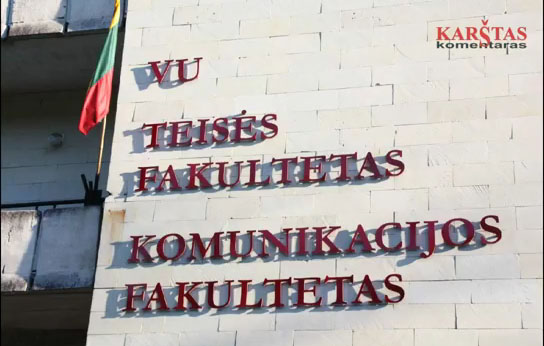 KARŠTAS
komentaras
VU
TEISĖS
FAKULTETAS
KOMUNIKACIJOS
FAKULTETAS